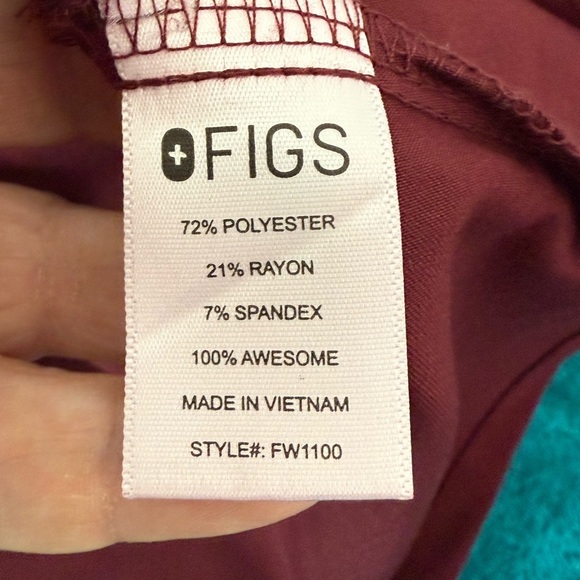 FIGS
72% POLYESTER
21% RAYON
7% SPANDEX
100% AWESOME
MADE IN VIETNAM
STYLE#: FW1100